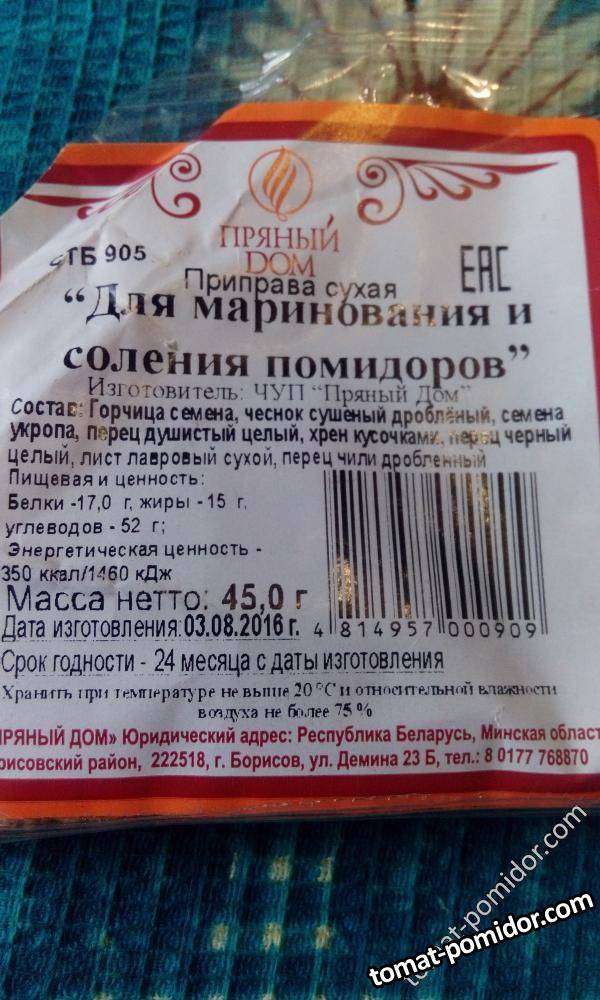 ПРЯНЫЙ
DOM
СТБ 905
EAC
Приправа сухая
“Для маринования и
соления помидоров”
Изготовитель: ЧУП “Пряный Дом”
Состав: Горчица семена, чеснок сушёный дроблёный, семена
укропа, перец душистый целый, хрен кусочками, перец черный
целый, лист лавровый сухой, перец чили дробленный
Пищевая и ценность:
Белки -17,0 г, жиры -15 г,
углеводов - 52 г;
Энергетическая ценность -
350 ккал/1460 кДж
Масса нетто: 45,0 г
Дата изготовления:03.08.2016 г.
4 814957 000909
Срок годности - 24 месяца с даты изготовления
Хранить при температуре не выше 20 °С и относительной влажности
воздуха не более 75 %
ПРЯНЫЙ ДОМ» Юридический адрес: Республика Беларусь, Минская област
рисовский район, 222518, г. Борисов, ул. Демина 23 Б, тел.: 8 0177 768870
tomat-pomidor.com
tomat-pomidor.com